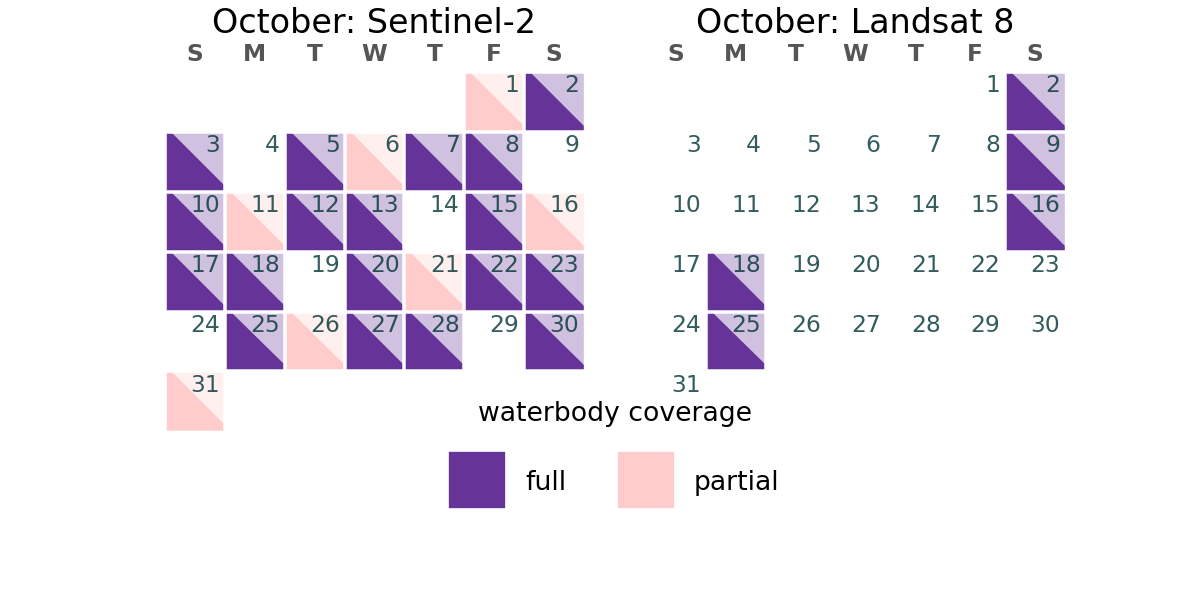 October: Sentinel-2
S M T W T F S
1 2
3 4 5 6 7 8 9
10 11 12 13 14 15 16
17 18 19 20 21 22 23
24 25 26 27 28 29 30
31
October: Landsat 8
S M T W T F S
1 2
3 4 5 6 7 8 9
10 11 12 13 14 15 16
17 18 19 20 21 22 23
24 25 26 27 28 29 30
31
waterbody coverage
full partial